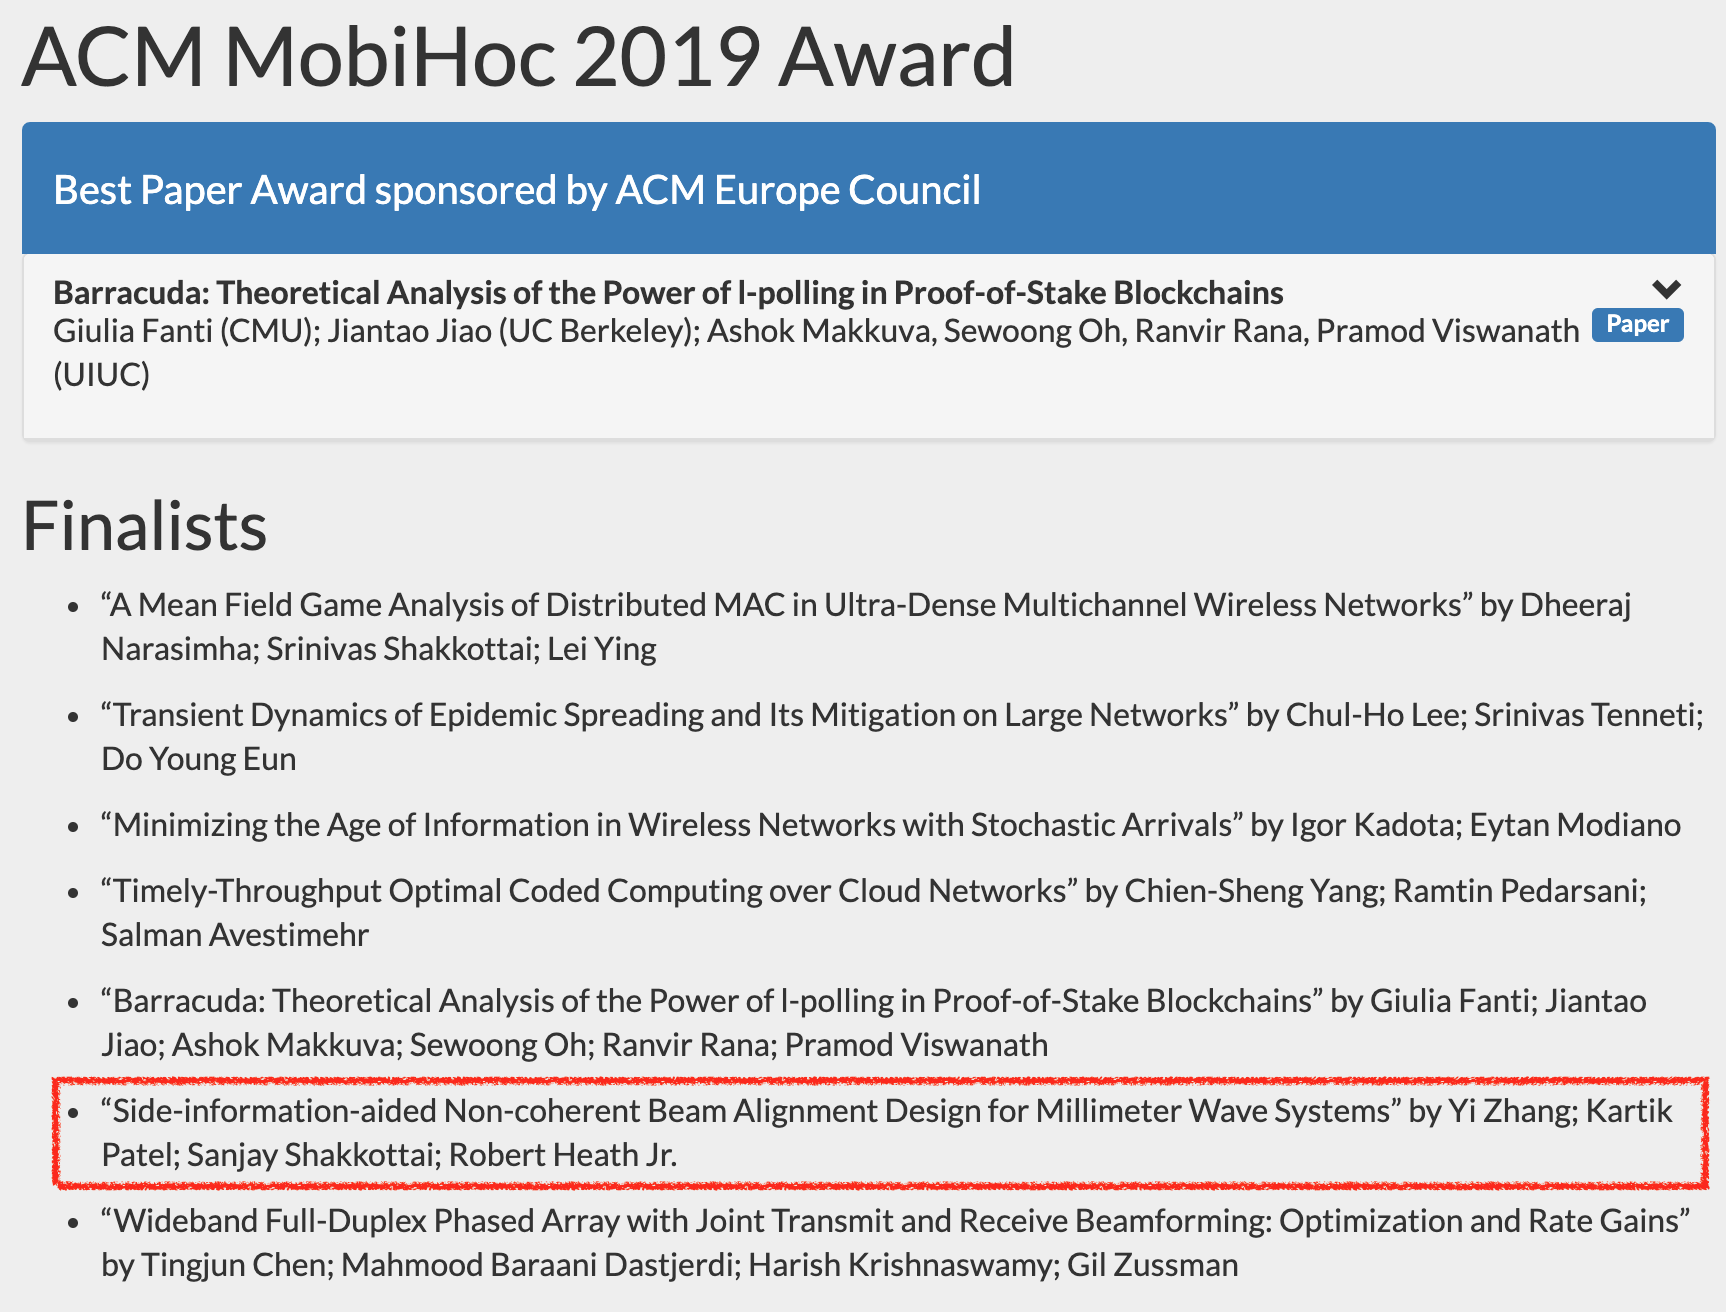 ACM MobiHoc 2019 Award
Best Paper Award sponsored by ACM Europe Council
Barracuda: Theoretical Analysis of the Power of l-polling in Proof-of-Stake Blockchains
Giulia Fanti (CMU); Jiantao Jiao (UC Berkeley); Ashok Makkuva, Sewoong Oh, Ranvir Rana, Pramod Viswanath
Paper
(UIUC)
Finalists
• “A Mean Field Game Analysis of Distributed MAC in Ultra-Dense Multichannel Wireless Networks” by Dheeraj
Narasimha; Srinivas Shakkottai; Lei Ying
• “Transient Dynamics of Epidemic Spreading and Its Mitigation on Large Networks” by Chul-Ho Lee; Srinivas Tenneti;
Do Young Eun
• “Minimizing the Age of Information in Wireless Networks with Stochastic Arrivals” by Igor Kadota; Eytan Modiano
• “Timely-Throughput Optimal Coded Computing over Cloud Networks” by Chien-Sheng Yang; Ramtin Pedarsani;
Salman Avestimehr
• “Barracuda: Theoretical Analysis of the Power of l-polling in Proof-of-Stake Blockchains” by Giulia Fanti; Jiantao
Jiao; Ashok Makkuva; Sewoong Oh; Ranvir Rana; Pramod Viswanath
• “Side-information-aided Non-coherent Beam Alignment Design for Millimeter Wave Systems” by Yi Zhang; Kartik
Patel; Sanjay Shakkottai; Robert Heath Jr.
• “Wideband Full-Duplex Phased Array with Joint Transmit and Receive Beamforming: Optimization and Rate Gains”
by Tingjun Chen; Mahmood Baraani Dastjerdi; Harish Krishnaswamy; Gil Zussman